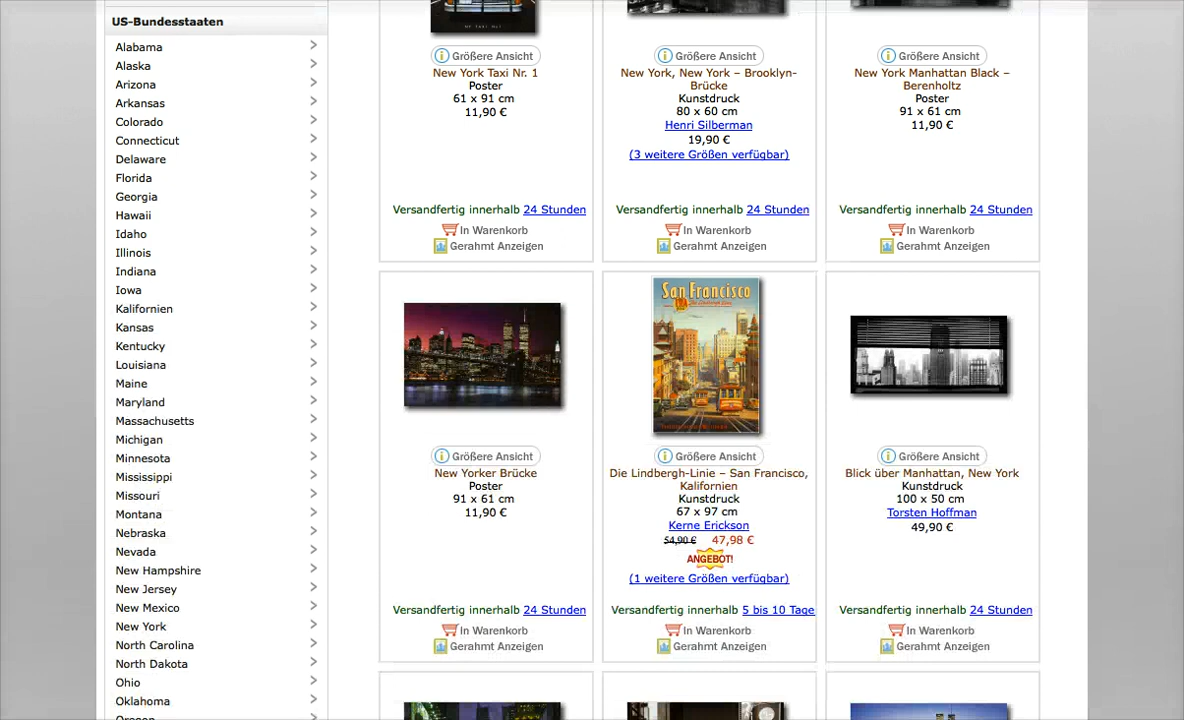 US-Bundesstaaten
Alabama
Alaska
Arizona
Arkansas
Colorado
Connecticut
Delaware
Florida
Georgia
Hawaii
Idaho
Illinois
Indiana
Iowa
Kalifornien
Kansas
Kentucky
Louisiana
Maine
Maryland
Massachusetts
Michigan
Minnesota
Mississippi
Missouri
Montana
Nebraska
Nevada
New Hampshire
New Jersey
New Mexico
New York
North Carolina
North Dakota
Ohio
Oklahoma
Oregon
NY TAXI No1
Größere Ansicht
New York Taxi Nr. 1
Poster
61 x 91 cm
11,90 €
Versandfertig innerhalb 24 Stunden
In Warenkorb
Gerahmt Anzeigen
Größere Ansicht
New York, New York – Brooklyn-
Brücke
Kunstdruck
80 x 60 cm
Henri Silberman
19,90 €
(3 weitere Größen verfügbar)
Versandfertig innerhalb 24 Stunden
In Warenkorb
Gerahmt Anzeigen
Größere Ansicht
New York Manhattan Black –
Berenholtz
Poster
91 x 61 cm
11,90 €
Versandfertig innerhalb 24 Stunden
In Warenkorb
Gerahmt Anzeigen
Größere Ansicht
New Yorker Brücke
Poster
91 x 61 cm
11,90 €
Versandfertig innerhalb 24 Stunden
In Warenkorb
Gerahmt Anzeigen
San Francisco
Größere Ansicht
Die Lindbergh-Linie – San Francisco,
Kalifornien
Kunstdruck
67 x 97 cm
Kerne Erickson
54,90 € 47,98 €
ANGEBOT!
(1 weitere Größen verfügbar)
Versandfertig innerhalb 5 bis 10 Tage
In Warenkorb
Gerahmt Anzeigen
Größere Ansicht
Blick über Manhattan, New York
Kunstdruck
100 x 50 cm
Torsten Hoffman
49,90 €
Versandfertig innerhalb 24 Stunden
In Warenkorb
Gerahmt Anzeigen